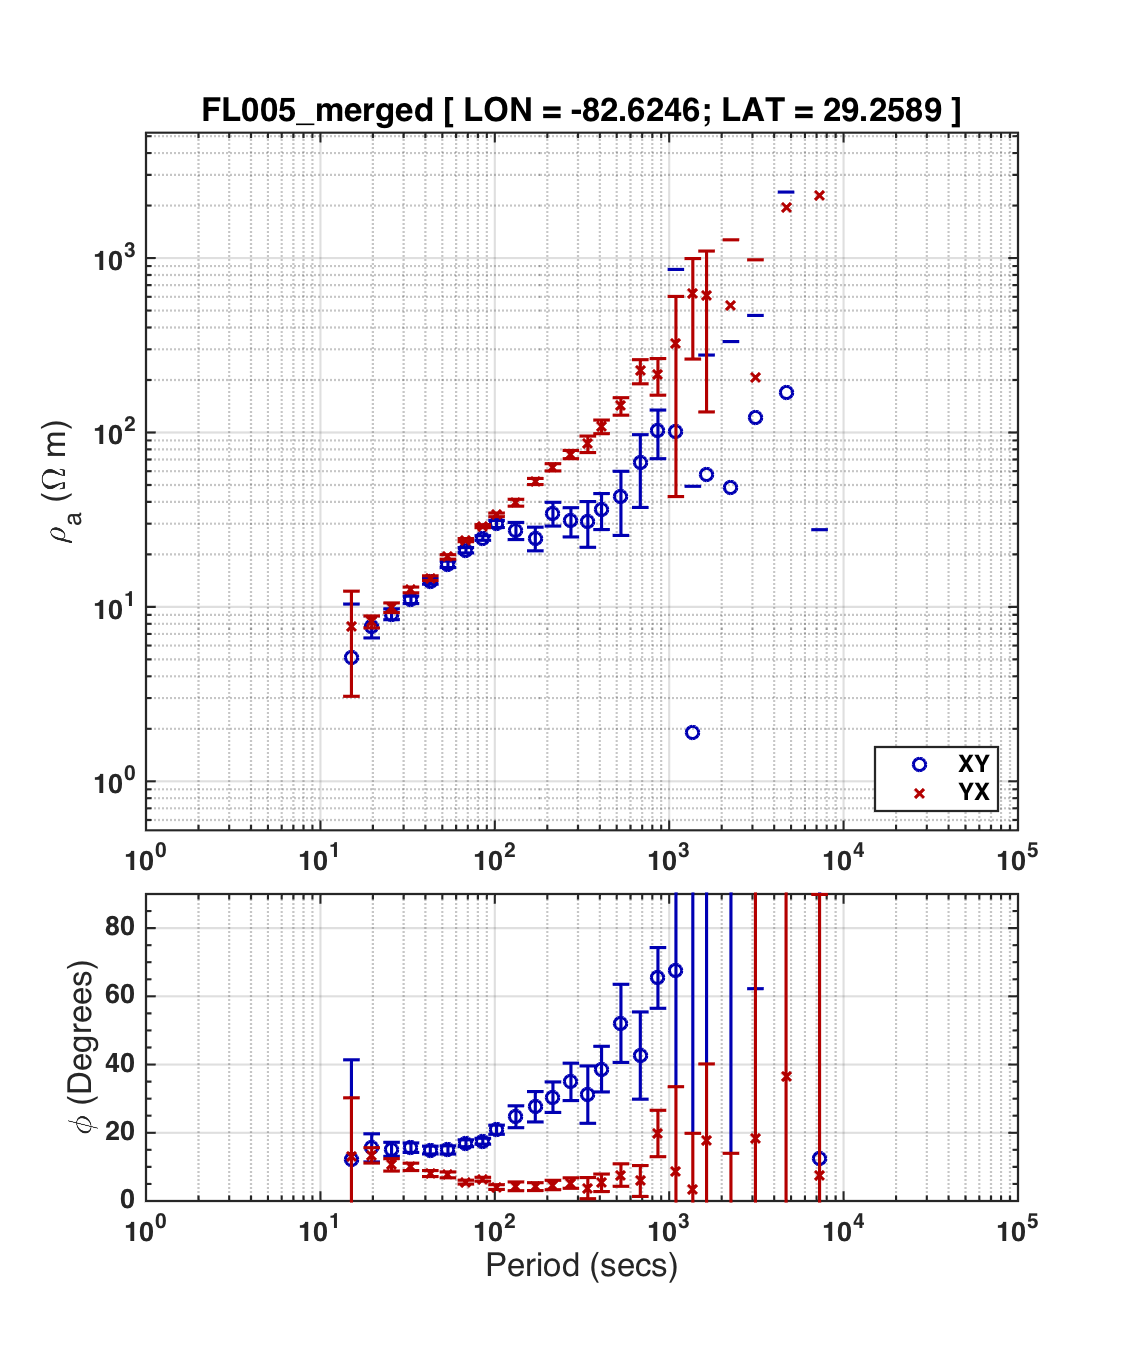 FL005_merged [ LON = -82.6246; LAT = 29.2589 ]
10³
10²
10¹
10⁰
ρₐ (Ω m)
XY
YX
10⁰ 10¹ 10² 10³ 10⁴ 10⁵
80
60
40
20
0
ϕ (Degrees)
10⁰ 10¹ 10² 10³ 10⁴ 10⁵
Period (secs)